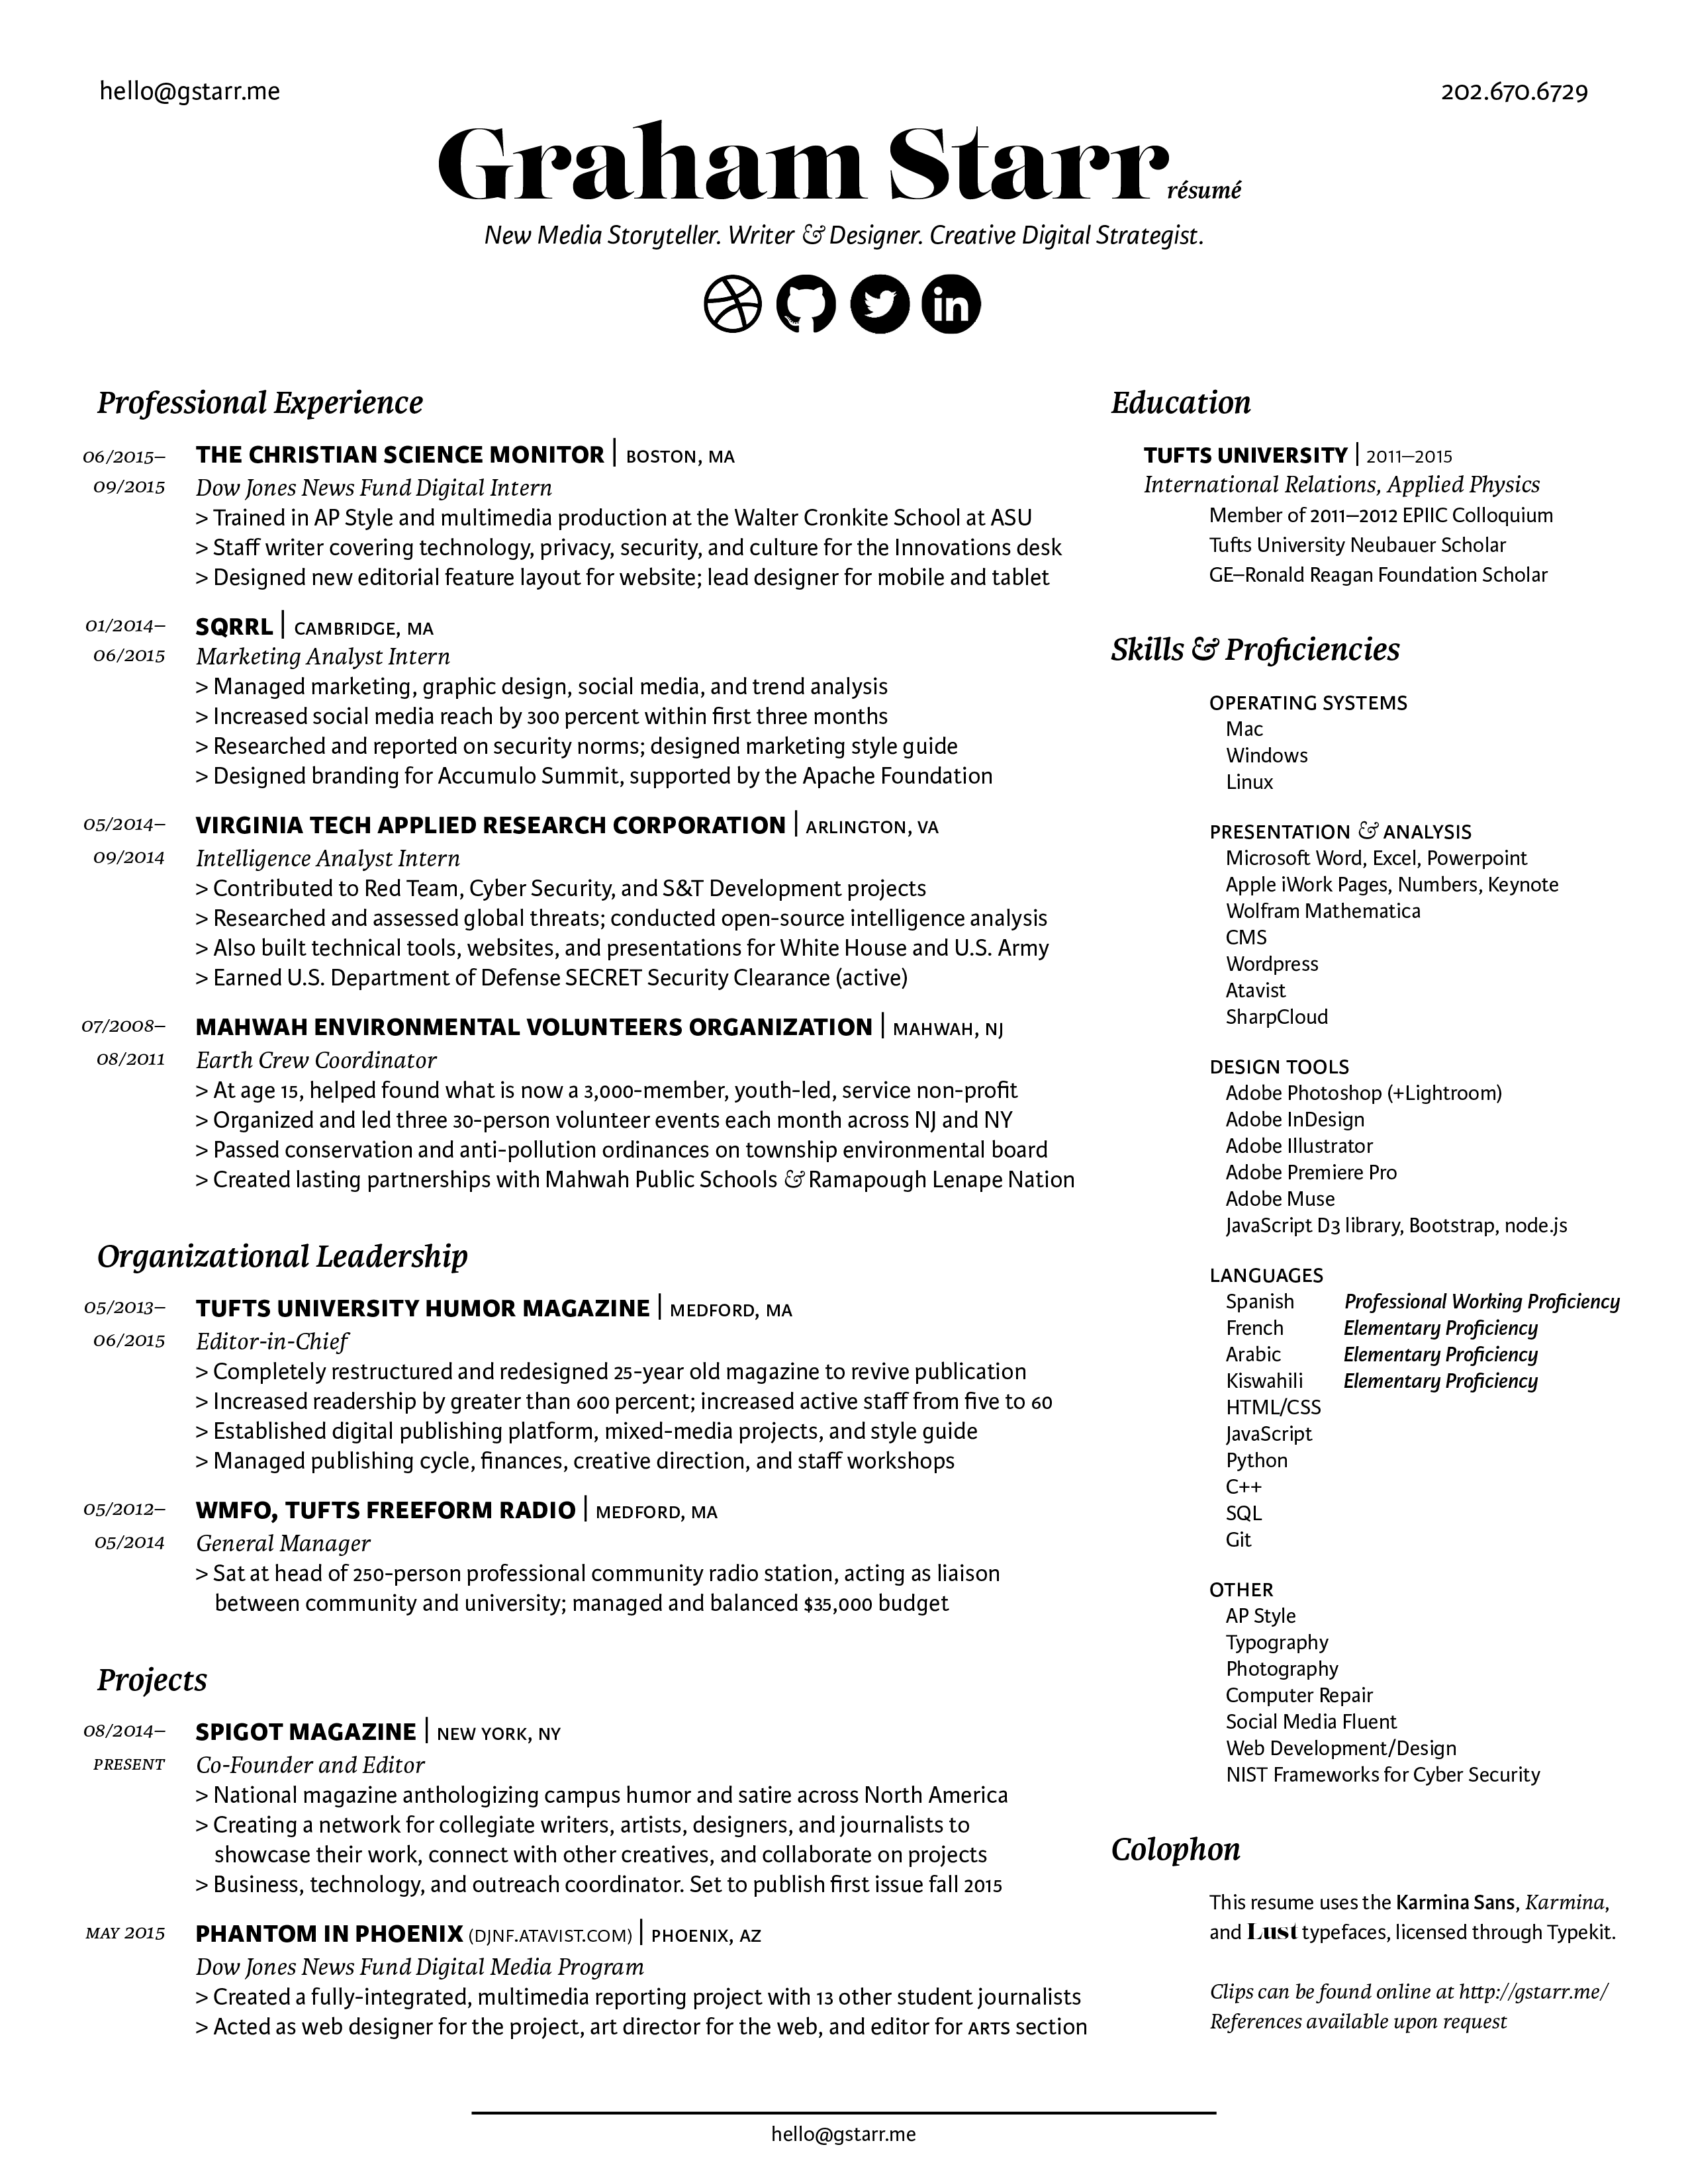 hello@gstarr.me
202.670.6729
Graham Starr résumé
New Media Storyteller. Writer & Designer. Creative Digital Strategist.
in
Professional Experience
06/2015– THE CHRISTIAN SCIENCE MONITOR | BOSTON, MA
09/2015 Dow Jones News Fund Digital Intern
> Trained in AP Style and multimedia production at the Walter Cronkite School at ASU
> Staff writer covering technology, privacy, security, and culture for the Innovations desk
> Designed new editorial feature layout for website; lead designer for mobile and tablet
01/2014– SQRRL | CAMBRIDGE, MA
06/2015 Marketing Analyst Intern
> Managed marketing, graphic design, social media, and trend analysis
> Increased social media reach by 300 percent within first three months
> Researched and reported on security norms; designed marketing style guide
> Designed branding for Accumulo Summit, supported by the Apache Foundation
05/2014– VIRGINIA TECH APPLIED RESEARCH CORPORATION | ARLINGTON, VA
09/2014 Intelligence Analyst Intern
> Contributed to Red Team, Cyber Security, and S&T Development projects
> Researched and assessed global threats; conducted open-source intelligence analysis
> Also built technical tools, websites, and presentations for White House and U.S. Army
> Earned U.S. Department of Defense SECRET Security Clearance (active)
07/2008– MAHWAH ENVIRONMENTAL VOLUNTEERS ORGANIZATION | MAHWAH, NJ
08/2011 Earth Crew Coordinator
> At age 15, helped found what is now a 3,000-member, youth-led, service non-profit
> Organized and led three 30-person volunteer events each month across NJ and NY
> Passed conservation and anti-pollution ordinances on township environmental board
> Created lasting partnerships with Mahwah Public Schools & Ramapough Lenape Nation
Organizational Leadership
05/2013– TUFTS UNIVERSITY HUMOR MAGAZINE | MEDFORD, MA
06/2015 Editor-in-Chief
> Completely restructured and redesigned 25-year old magazine to revive publication
> Increased readership by greater than 600 percent; increased active staff from five to 60
> Established digital publishing platform, mixed-media projects, and style guide
> Managed publishing cycle, finances, creative direction, and staff workshops
05/2012– WMFO, TUFTS FREEFORM RADIO | MEDFORD, MA
05/2014 General Manager
> Sat at head of 250-person professional community radio station, acting as liaison
between community and university; managed and balanced $35,000 budget
Projects
08/2014– SPIGOT MAGAZINE | NEW YORK, NY
PRESENT Co-Founder and Editor
> National magazine anthologizing campus humor and satire across North America
> Creating a network for collegiate writers, artists, designers, and journalists to
showcase their work, connect with other creatives, and collaborate on projects
> Business, technology, and outreach coordinator. Set to publish first issue fall 2015
MAY 2015 PHANTOM IN PHOENIX (DJNF.ATAVIST.COM) | PHOENIX, AZ
Dow Jones News Fund Digital Media Program
> Created a fully-integrated, multimedia reporting project with 13 other student journalists
> Acted as web designer for the project, art director for the web, and editor for ARTS section
Education
TUFTS UNIVERSITY | 2011–2015
International Relations, Applied Physics
Member of 2011–2012 EPIIC Colloquium
Tufts University Neubauer Scholar
GE–Ronald Reagan Foundation Scholar
Skills & Proficiencies
OPERATING SYSTEMS
Mac
Windows
Linux
PRESENTATION & ANALYSIS
Microsoft Word, Excel, Powerpoint
Apple iWork Pages, Numbers, Keynote
Wolfram Mathematica
CMS
Wordpress
Atavist
SharpCloud
DESIGN TOOLS
Adobe Photoshop (+Lightroom)
Adobe InDesign
Adobe Illustrator
Adobe Premiere Pro
Adobe Muse
JavaScript D3 library, Bootstrap, node.js
LANGUAGES
Spanish Professional Working Proficiency
French Elementary Proficiency
Arabic Elementary Proficiency
Kiswahili Elementary Proficiency
HTML/CSS
JavaScript
Python
C++
SQL
Git
OTHER
AP Style
Typography
Photography
Computer Repair
Social Media Fluent
Web Development/Design
NIST Frameworks for Cyber Security
Colophon
This resume uses the Karmina Sans, Karmina,
and Lust typefaces, licensed through Typekit.
Clips can be found online at http://gstarr.me/
References available upon request
hello@gstarr.me